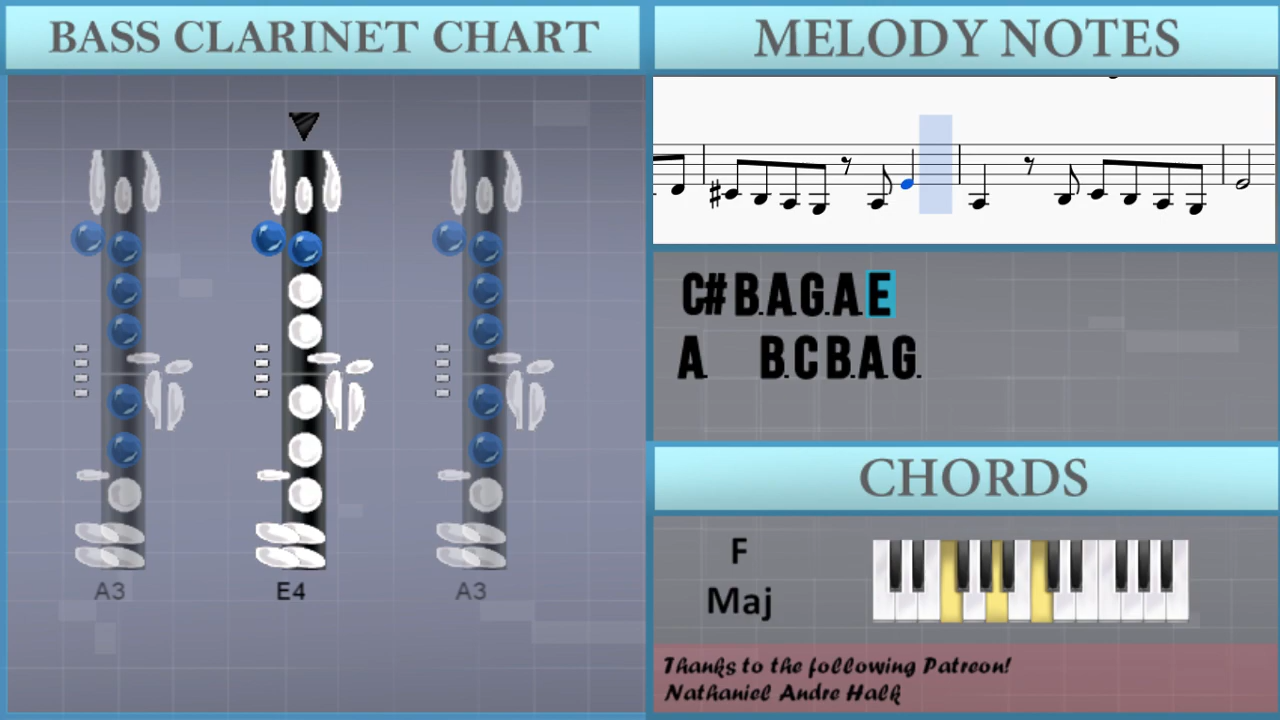 BASS CLARINET CHART
A3 E4 A3
MELODY NOTES
C# B.A.G.A.E
A. B.C B.A.G.
CHORDS
F
Maj
Thanks to the following Patreon!
Nathaniel Andre Halk